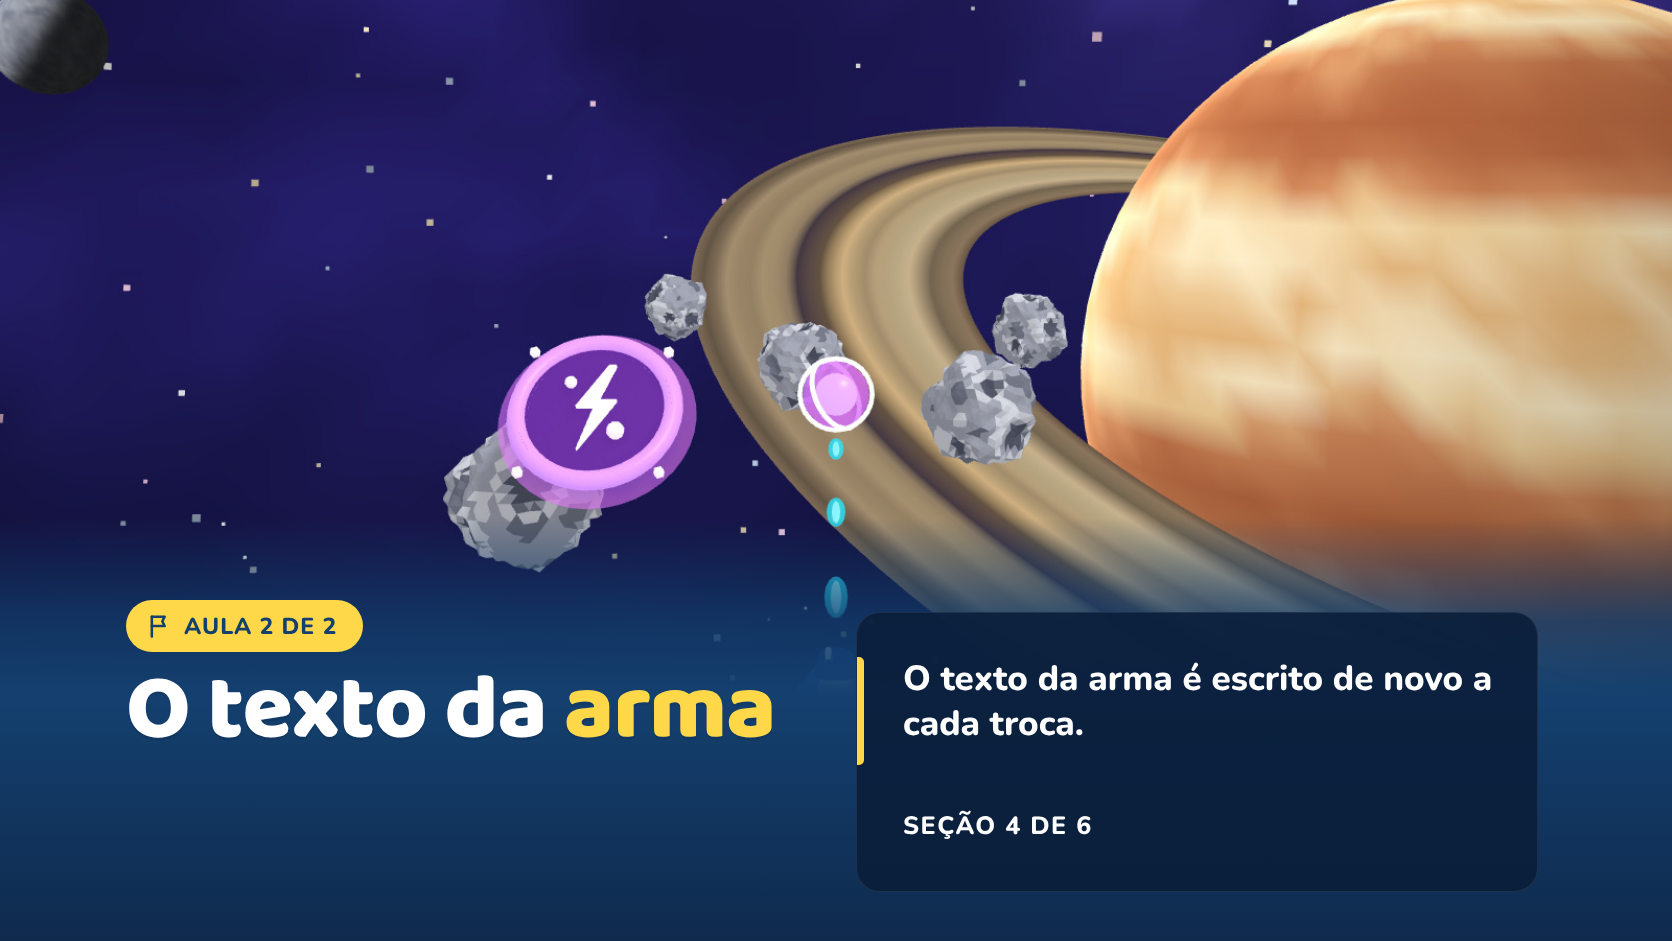 AULA 2 DE 2
O texto da arma
O texto da arma é escrito de novo a
cada troca.
SEÇÃO 4 DE 6